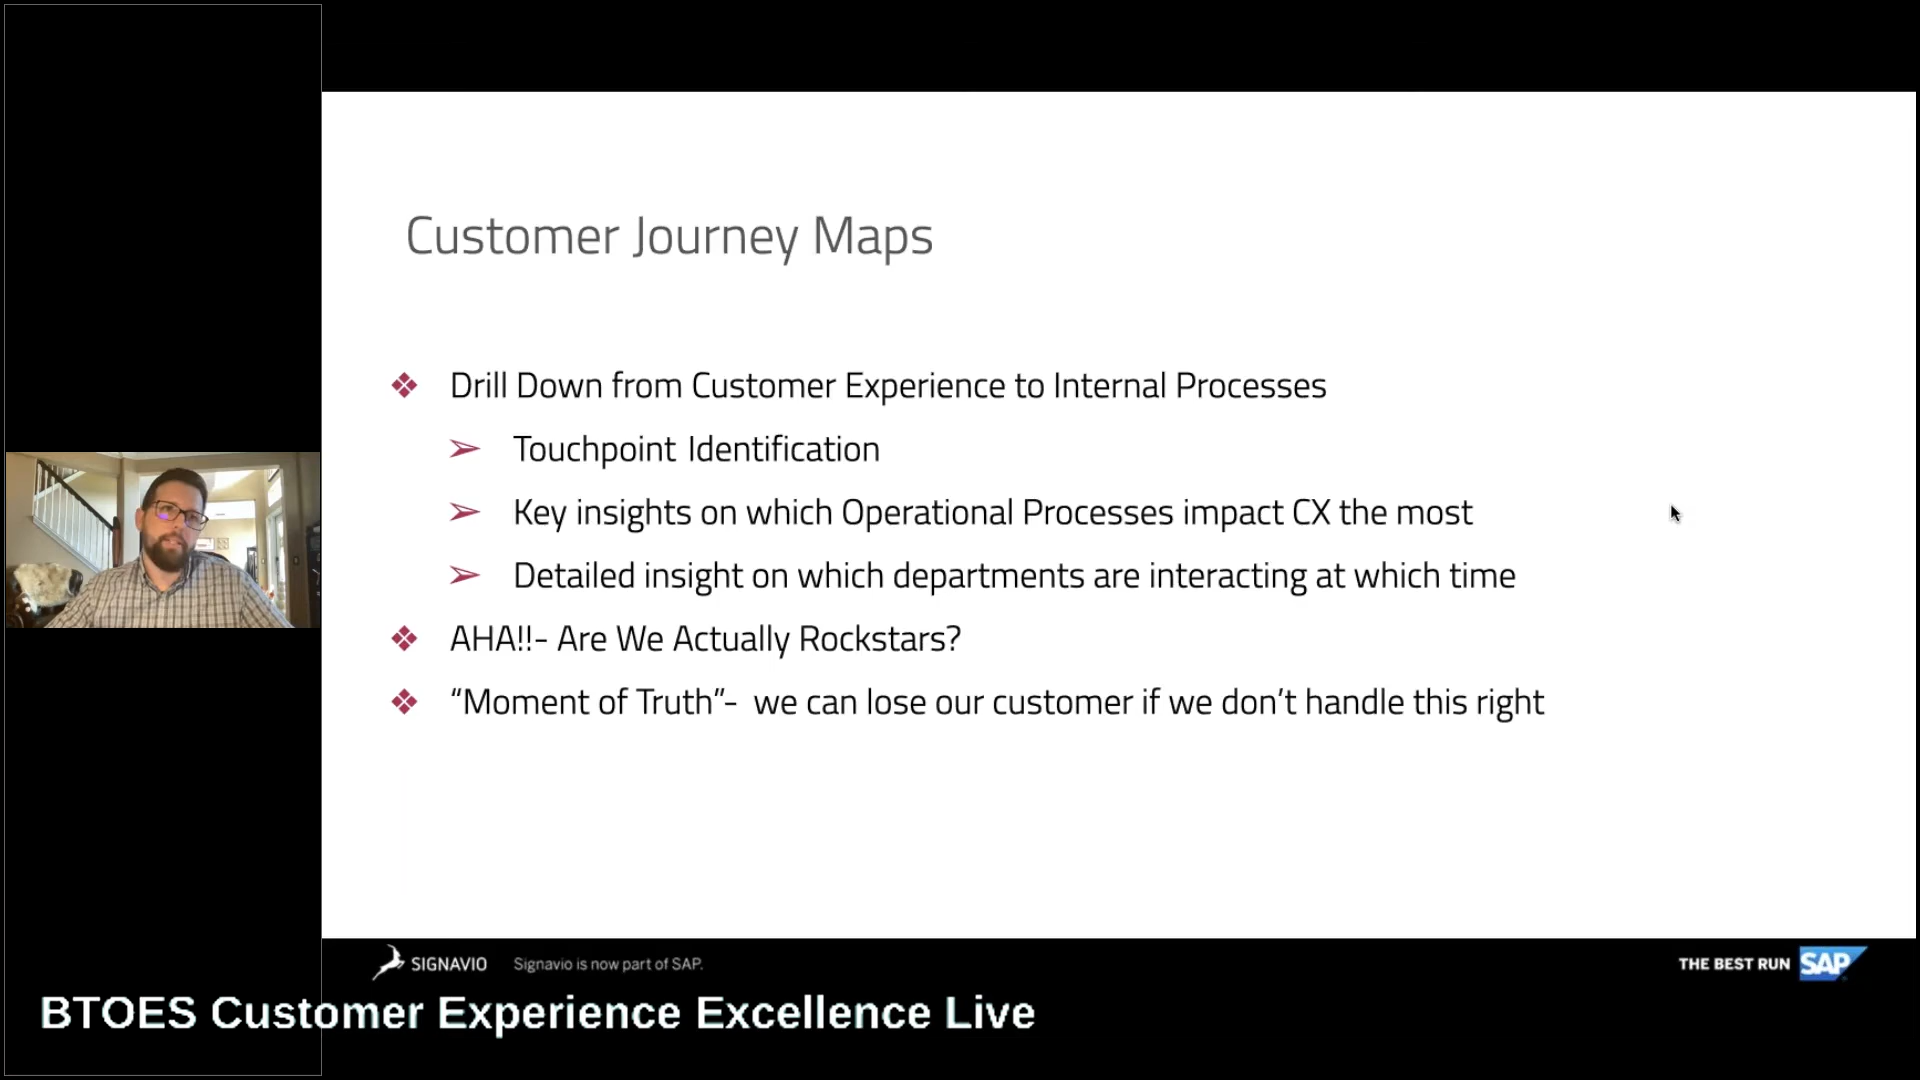 Customer Journey Maps
Drill Down from Customer Experience to Internal Processes
Touchpoint Identification
Key insights on which Operational Processes impact CX the most
Detailed insight on which departments are interacting at which time
AHA!!- Are We Actually Rockstars?
“Moment of Truth”-  we can lose our customer if we don’t handle this right
SIGNAVIO Signavio is now part of SAP.
THE BEST RUN SAP
BTOES Customer Experience Excellence Live